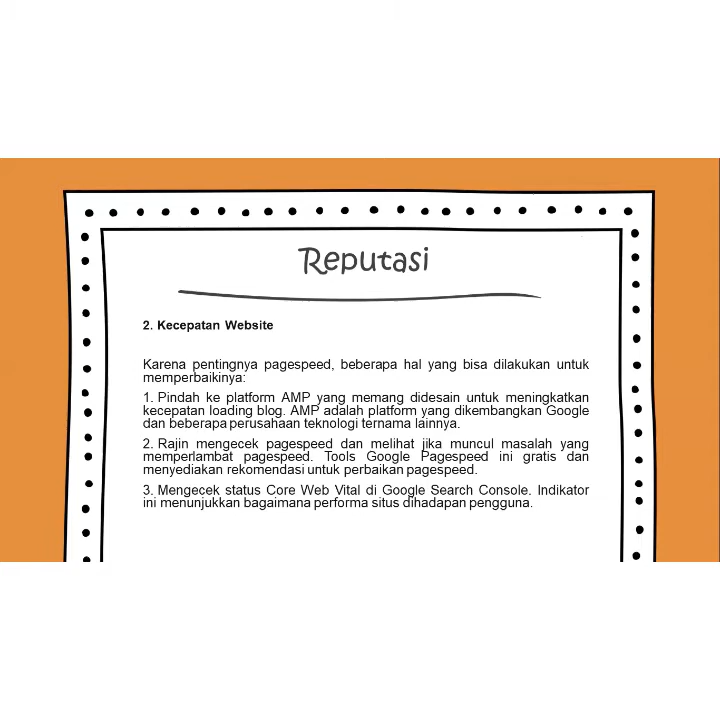 Reputasi
2. Kecepatan Website
Karena pentingnya pagespeed, beberapa hal yang bisa dilakukan untuk
memperbaikinya:
1. Pindah ke platform AMP yang memang didesain untuk meningkatkan
kecepatan loading blog. AMP adalah platform yang dikembangkan Google
dan beberapa perusahaan teknologi ternama lainnya.
2. Rajin mengecek pagespeed dan melihat jika muncul masalah yang
memperlambat pagespeed. Tools Google Pagespeed ini gratis dan
menyediakan rekomendasi untuk perbaikan pagespeed.
3. Mengecek status Core Web Vital di Google Search Console. Indikator
ini menunjukkan bagaimana performa situs dihadapan pengguna.